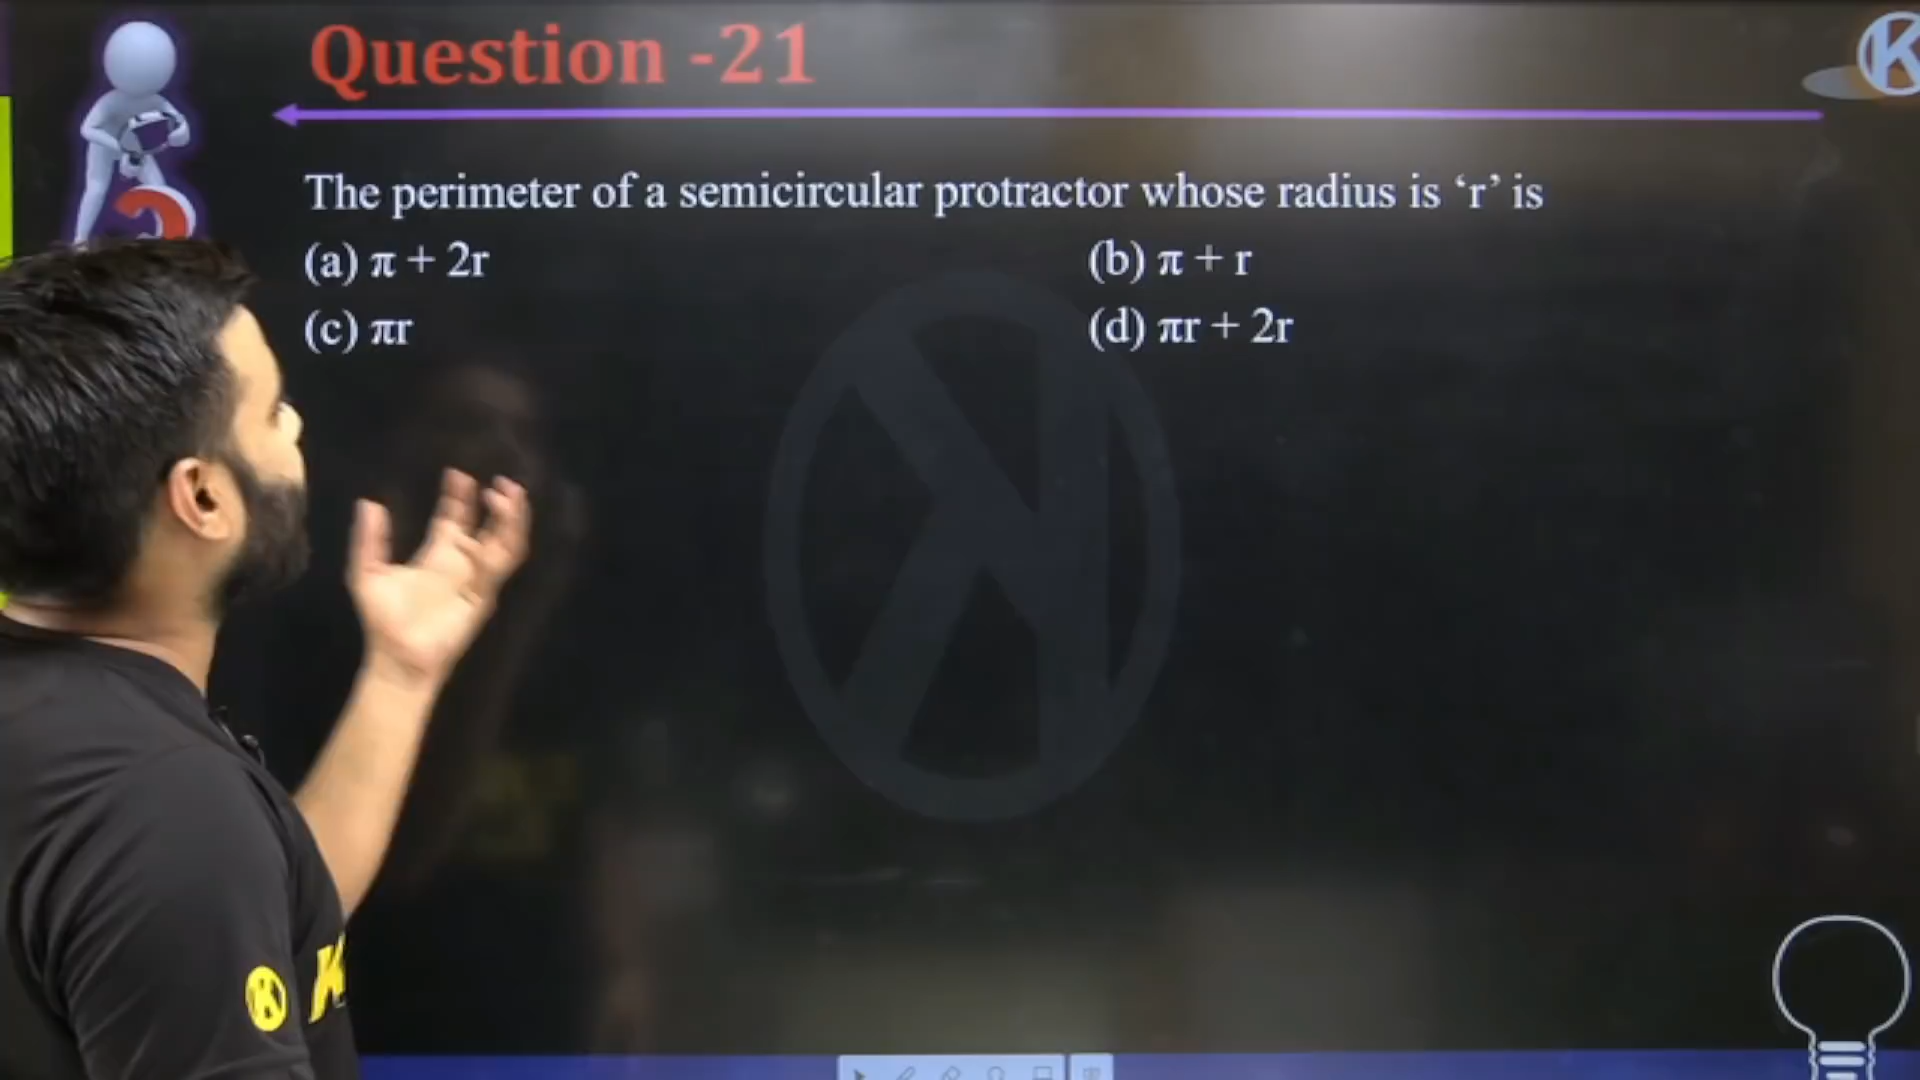 Question -21
K
The perimeter of a semicircular protractor whose radius is ‘r’ is
(a) π + 2r
(b) π + r
(c) πr
(d) πr + 2r
K